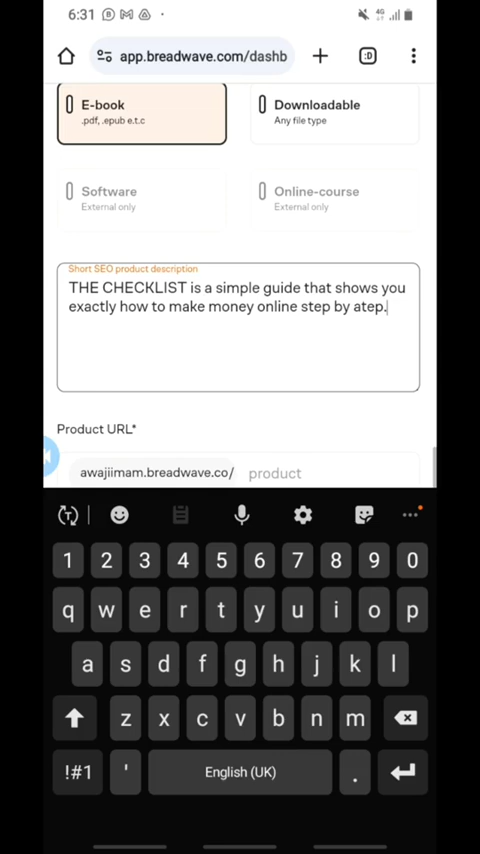 6:31
4G
app.breadwave.com/dashb
:D
E-book
.pdf, .epub e.t.c
Downloadable
Any file type
Software
External only
Online-course
External only
Short SEO product description
THE CHECKLIST is a simple guide that shows you
exactly how to make money online step by atep.
Product URL*
awajiimam.breadwave.co/ product
1 2 3 4 5 6 7 8 9 0
q w e r t y u i o p
a s d f g h j k l
z x c v b n m
!#1 ' English (UK) .